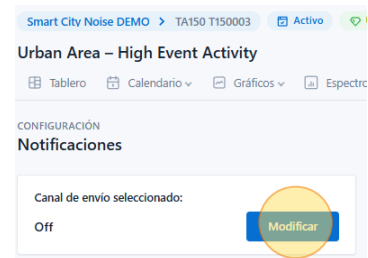 Smart City Noise DEMO > TA150 T150003 Activo
Urban Area – High Event Activity
Tablero Calendario Gráficos Espectro
CONFIGURACIÓN
Notificaciones
Canal de envío seleccionado:
Off
Modificar